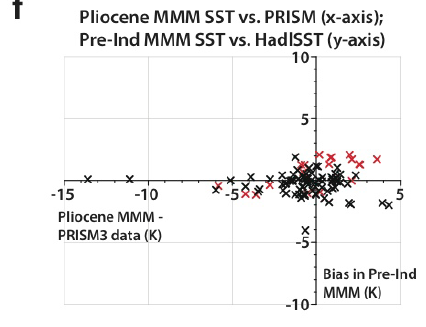 f
Pliocene MMM SST vs. PRISM (x-axis);
Pre-Ind MMM SST vs. HadISST (y-axis)
10
5
-15 -10 -5 5
Pliocene MMM -
PRISM3 data (K)
-5
Bias in Pre-Ind
MMM (K)
-10